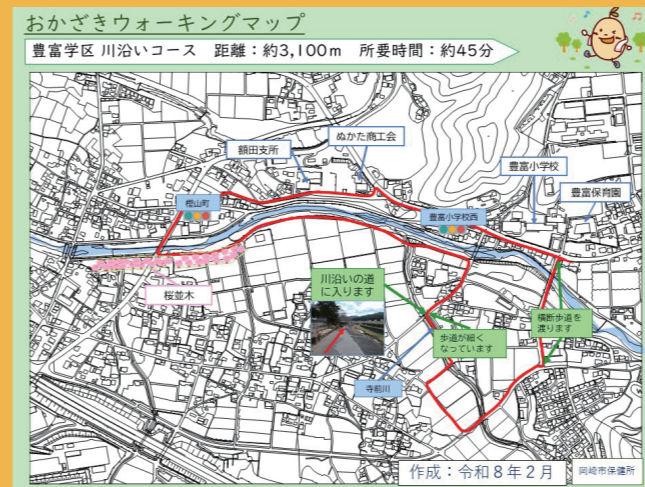 おかざきウォーキングマップ
豊富学区 川沿いコース 距離：約3,100m 所要時間：約45分
ぬかた商工会
額田支所
豊富小学校
豊富保育園
樫山町
豊富小学校西
桜並木
川沿いの道
に入ります
横断歩道を
渡ります
歩道が細く
なっています
寺前川
作成：令和８年２月
岡崎市保健所